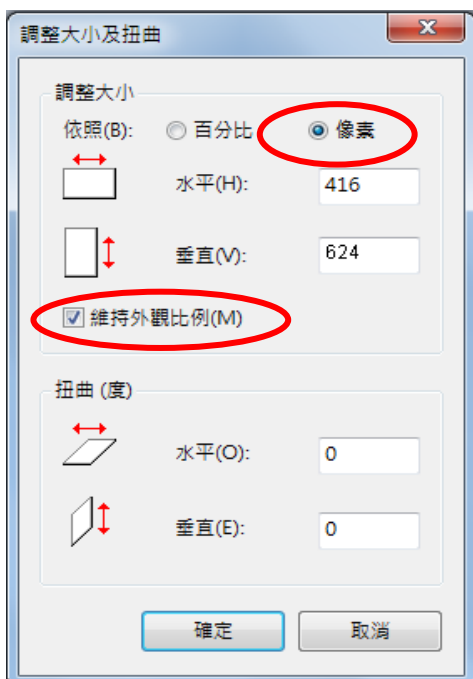 調整大小及扭曲
調整大小
依照(B): 百分比 像素
水平(H): 416
垂直(V): 624
維持外觀比例(M)
扭曲 (度)
水平(O): 0
垂直(E): 0
確定 取消